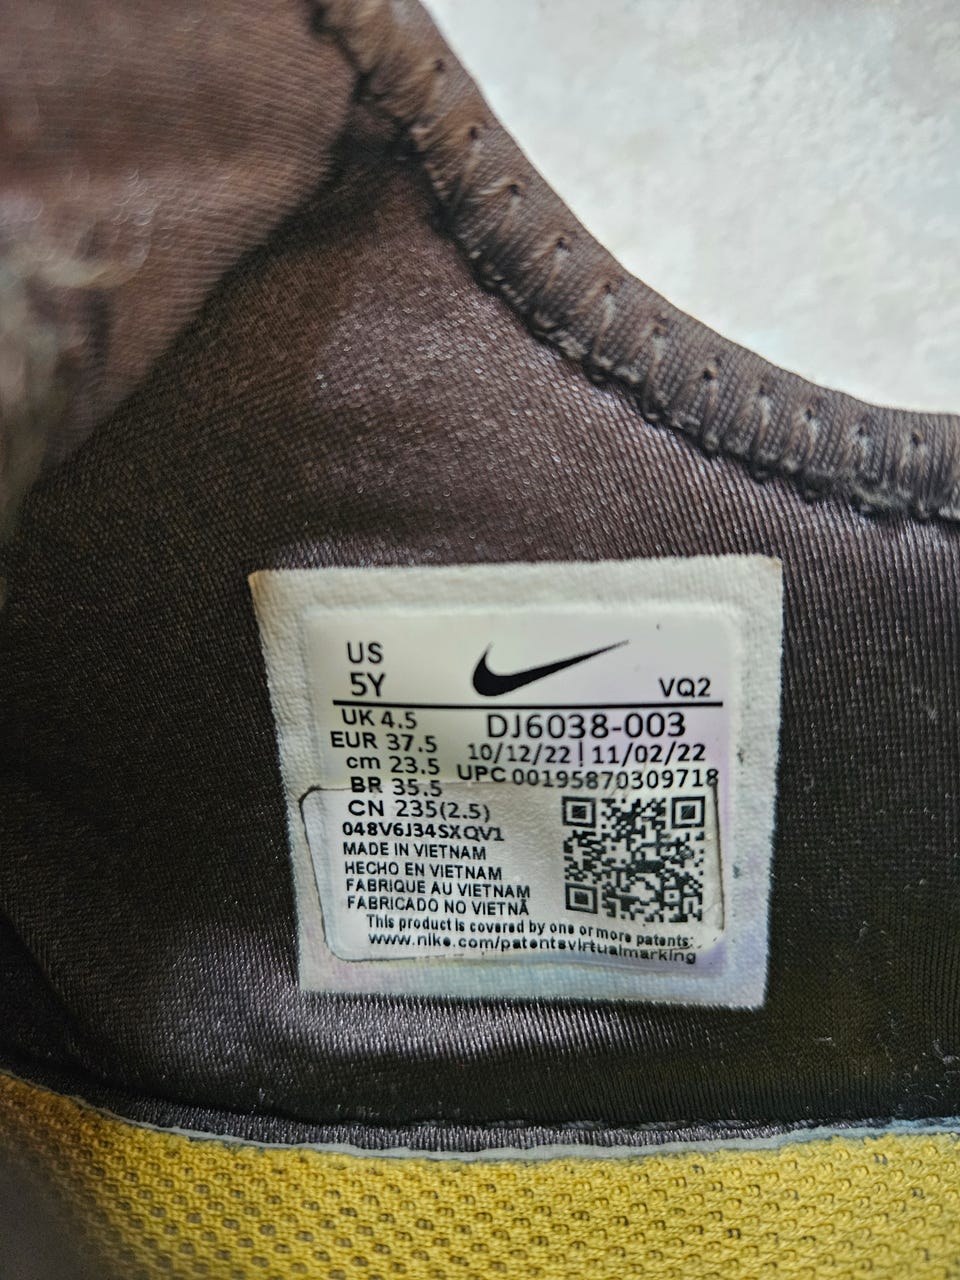 US
5Y
VQ2
UK 4.5
DJ6038-003
EUR 37.5
10/12/22 | 11/02/22
cm 23.5
UPC 00195870309718
BR 35.5
CN 235(2.5)
048V6J34SXQV1
MADE IN VIETNAM
HECHO EN VIETNAM
FABRIQUE AU VIETNAM
FABRICADO NO VIETNÃ
This product is covered by one or more patents:
www.nike.com/patentsvirtualmarking